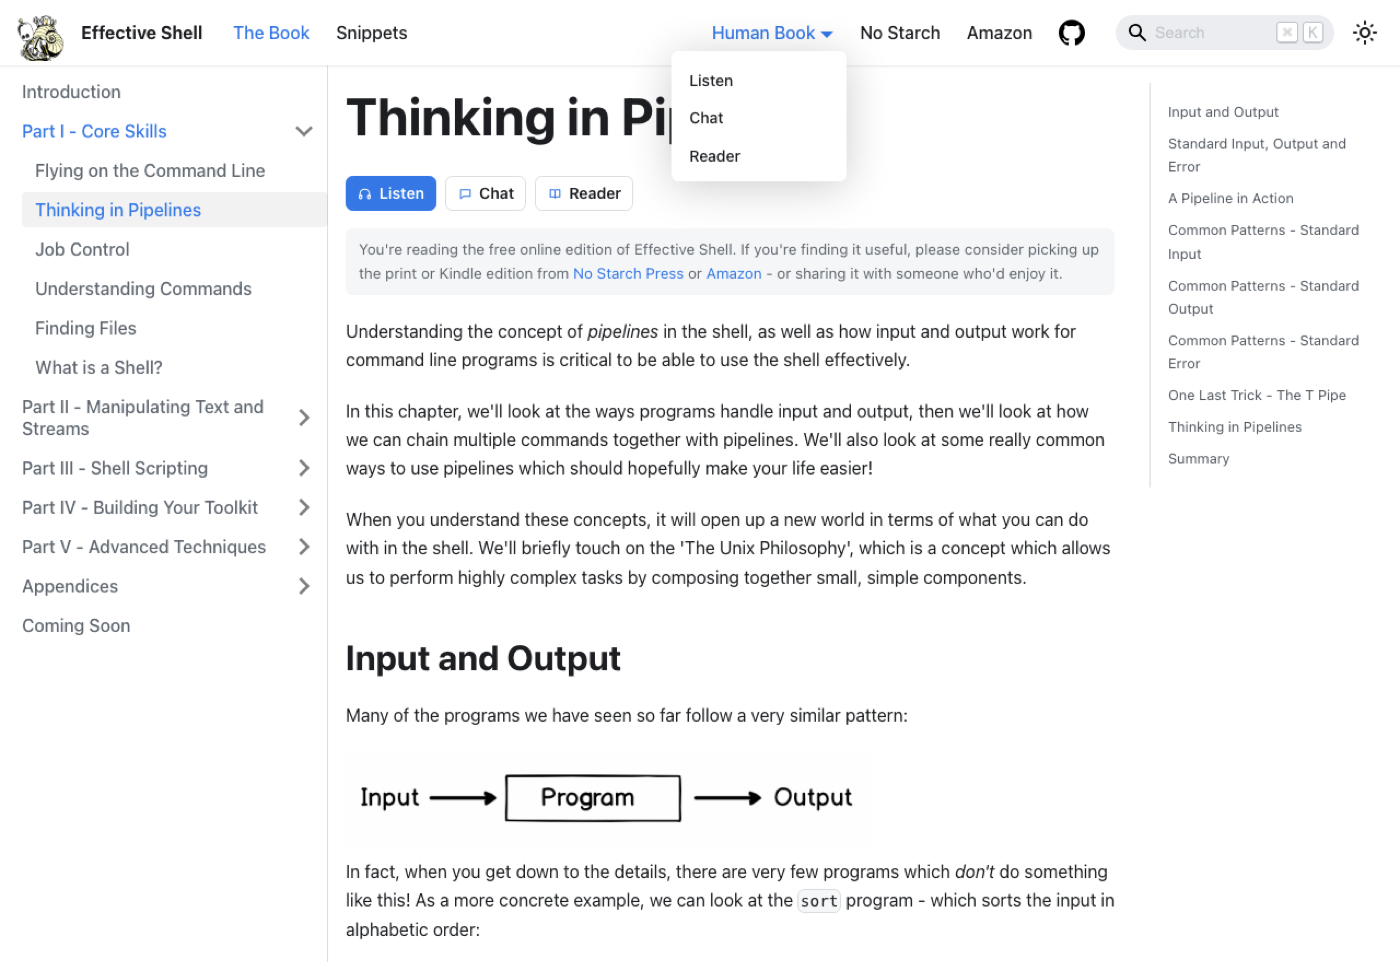 Effective Shell
The Book
Snippets
Human Book
No Starch
Amazon
Search
⌘ K
Listen
Chat
Reader
Introduction
Part I - Core Skills
Flying on the Command Line
Thinking in Pipelines
Job Control
Understanding Commands
Finding Files
What is a Shell?
Part II - Manipulating Text and
Streams
Part III - Shell Scripting
Part IV - Building Your Toolkit
Part V - Advanced Techniques
Appendices
Coming Soon
Thinking in Pi
Listen
Chat
Reader
You're reading the free online edition of Effective Shell. If you're finding it useful, please consider picking up
the print or Kindle edition from No Starch Press or Amazon - or sharing it with someone who'd enjoy it.
Understanding the concept of pipelines in the shell, as well as how input and output work for
command line programs is critical to be able to use the shell effectively.
In this chapter, we'll look at the ways programs handle input and output, then we'll look at how
we can chain multiple commands together with pipelines. We'll also look at some really common
ways to use pipelines which should hopefully make your life easier!
When you understand these concepts, it will open up a new world in terms of what you can do
with in the shell. We'll briefly touch on the 'The Unix Philosophy', which is a concept which allows
us to perform highly complex tasks by composing together small, simple components.
Input and Output
Many of the programs we have seen so far follow a very similar pattern:
Input
Program
Output
In fact, when you get down to the details, there are very few programs which don't do something
like this! As a more concrete example, we can look at the sort program - which sorts the input in
alphabetic order:
Input and Output
Standard Input, Output and
Error
A Pipeline in Action
Common Patterns - Standard
Input
Common Patterns - Standard
Output
Common Patterns - Standard
Error
One Last Trick - The T Pipe
Thinking in Pipelines
Summary